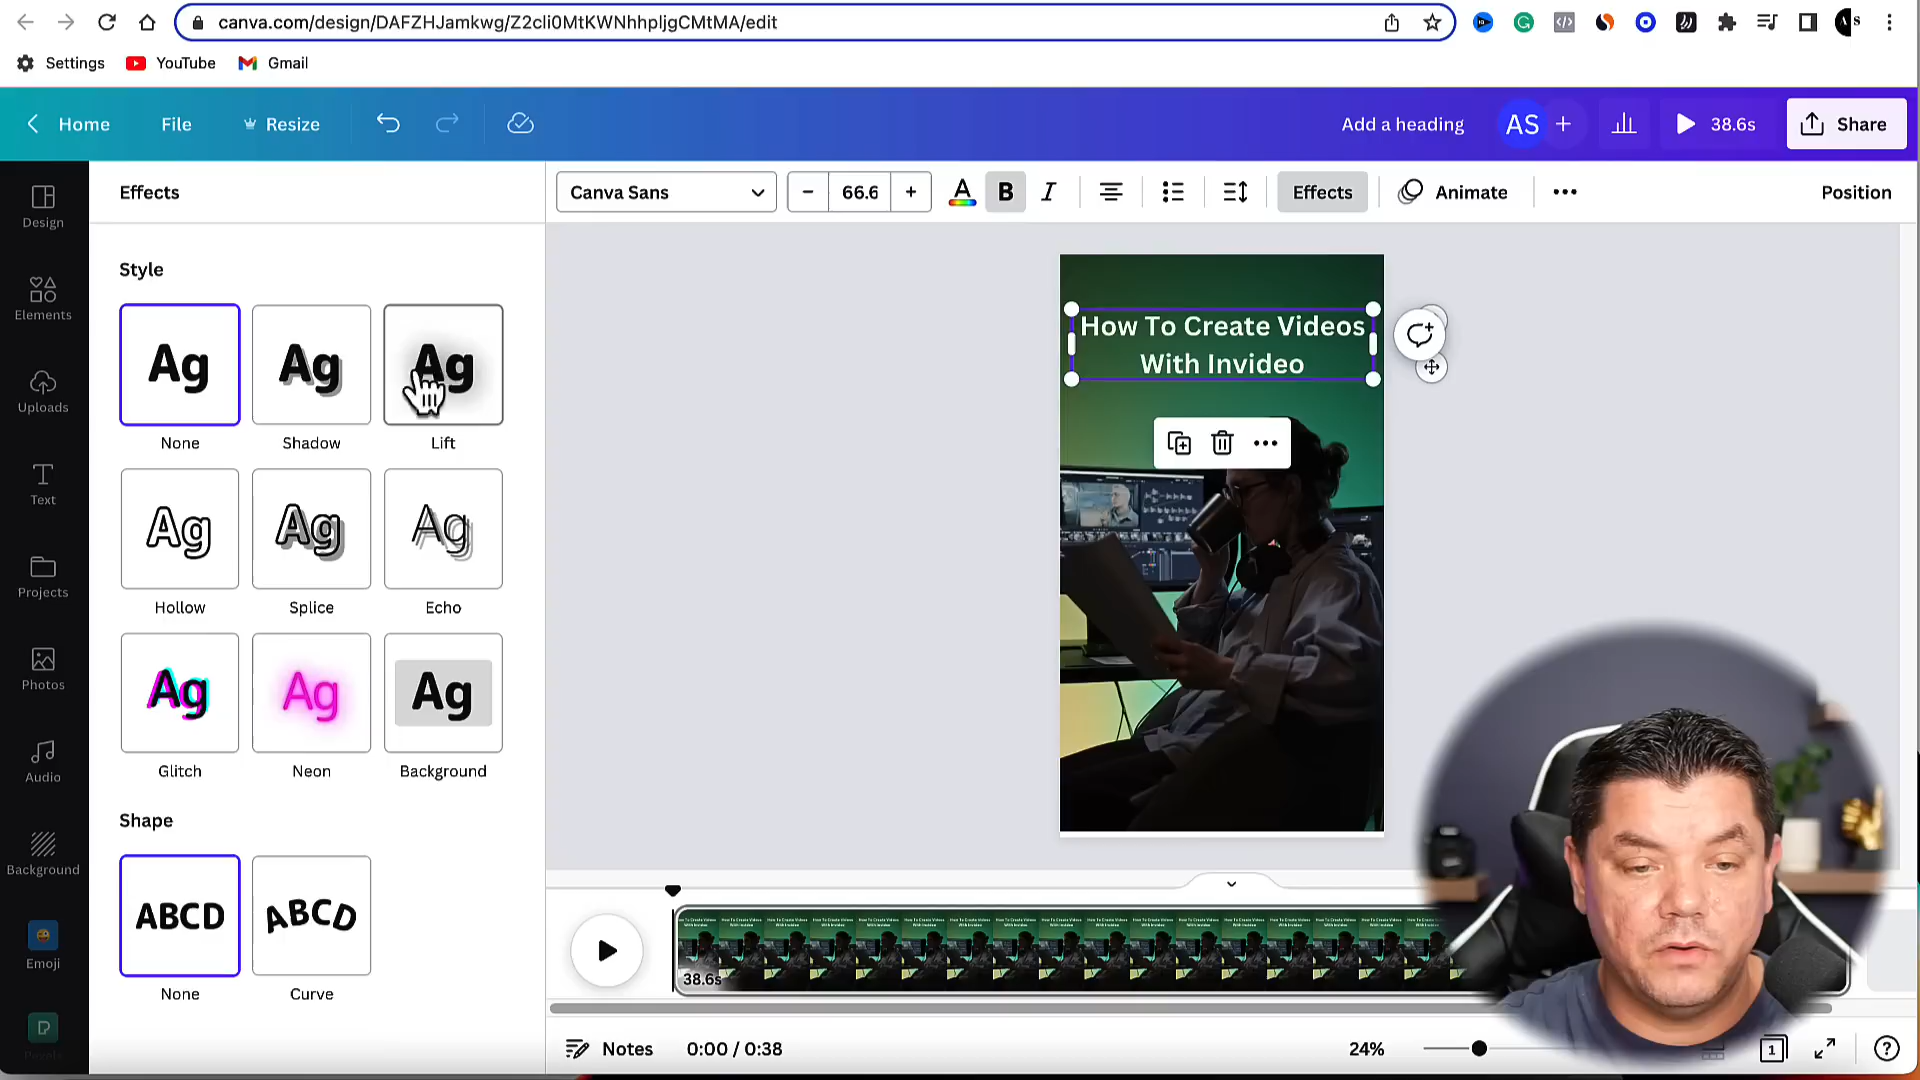 canva.com/design/DAFZHJamkwg/Z2cli0MtKWNhhpljgCMtMA/edit
Settings YouTube Gmail
Home File Resize Add a heading AS 38.6s Share
Effects Canva Sans 66.6 A B I Effects Animate Position
Design
Elements
Uploads
Text
Projects
Photos
Audio
Background
Emoji
Style
Ag Ag Ag
None Shadow Lift
Ag Ag Ag
Hollow Splice Echo
Ag Ag Ag
Glitch Neon Background
Shape
ABCD ABCD
None Curve
How To Create Videos
With Invideo
38.6s
Notes 0:00 / 0:38 24% 1